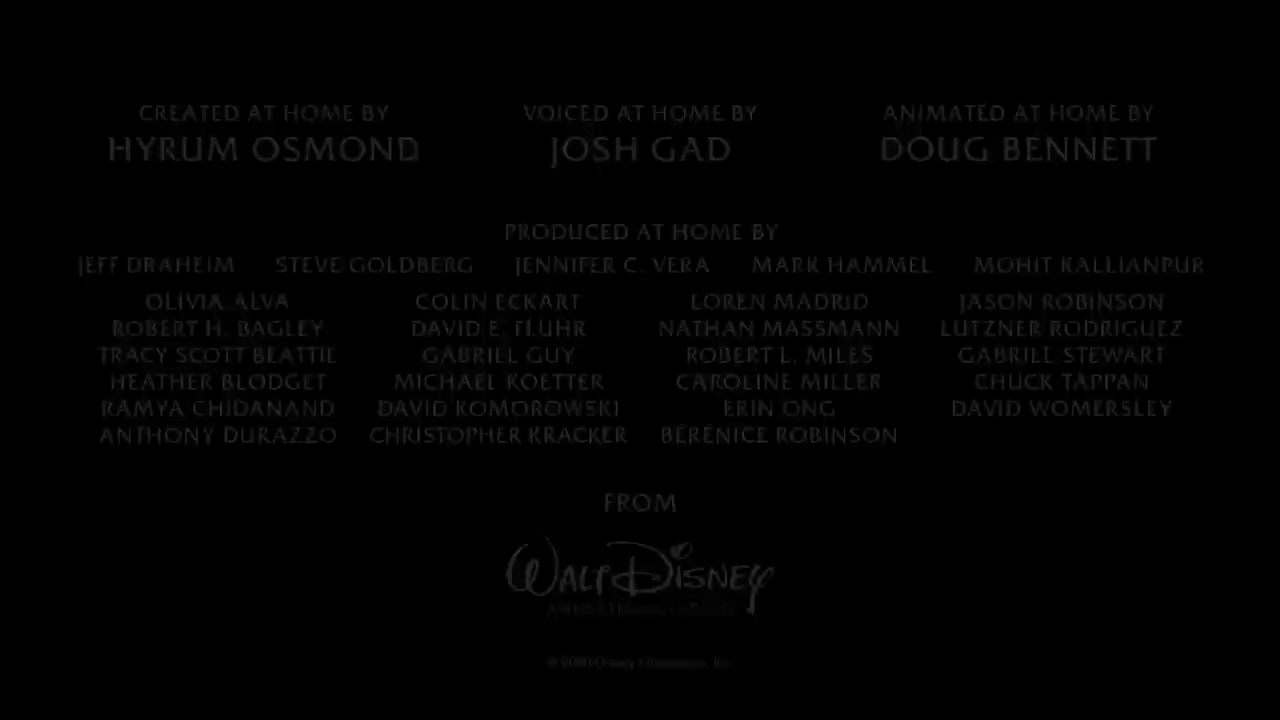 CREATED AT HOME BY VOICED AT HOME BY ANIMATED AT HOME BY
HYRUM OSMOND JOSH GAD DOUG BENNETT
PRODUCED AT HOME BY
JEFF DRAHEIM STEVE GOLDBERG JENNIFER C. VERA MARK HAMMEL MOHIT KALLIANPUR
OLIVIA ALVA COLIN ECKART LOREN MADRID JASON ROBINSON
ROBERT H. BAGLEY DAVID E. FLUHR NATHAN MASSMANN LUTZNER RODRIGUEZ
TRACY SCOTT BEATTIE GABRIEL GUY ROBERT L. MILES GABRIEL STEWART
HEATHER BLODGET MICHAEL KOETTER CAROLINE MILLER CHUCK TAPPAN
RAMYA CHIDANAND DAVID KOMOROWSKI ERIN ONG DAVID WOMERSLEY
ANTHONY DURAZZO CHRISTOPHER KRACKER BÉRÉNICE ROBINSON
FROM
WALT DISNEY